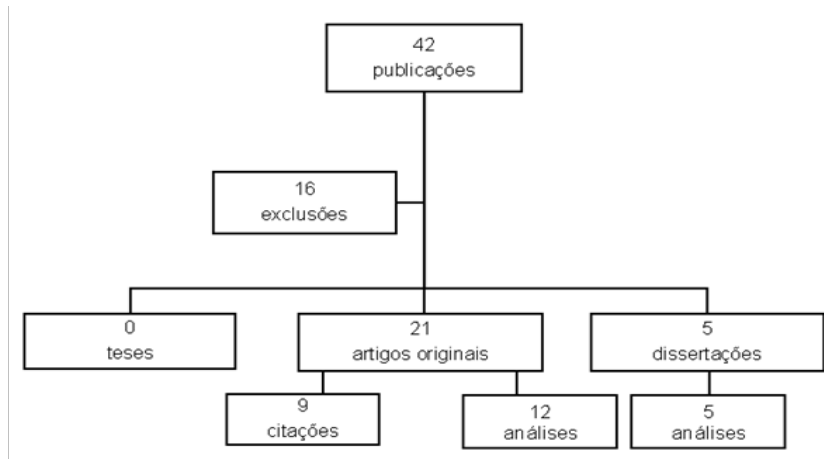 42
publicações
16
exclusões
0
teses
21
artigos originais
5
dissertações
9
citações
12
análises
5
análises